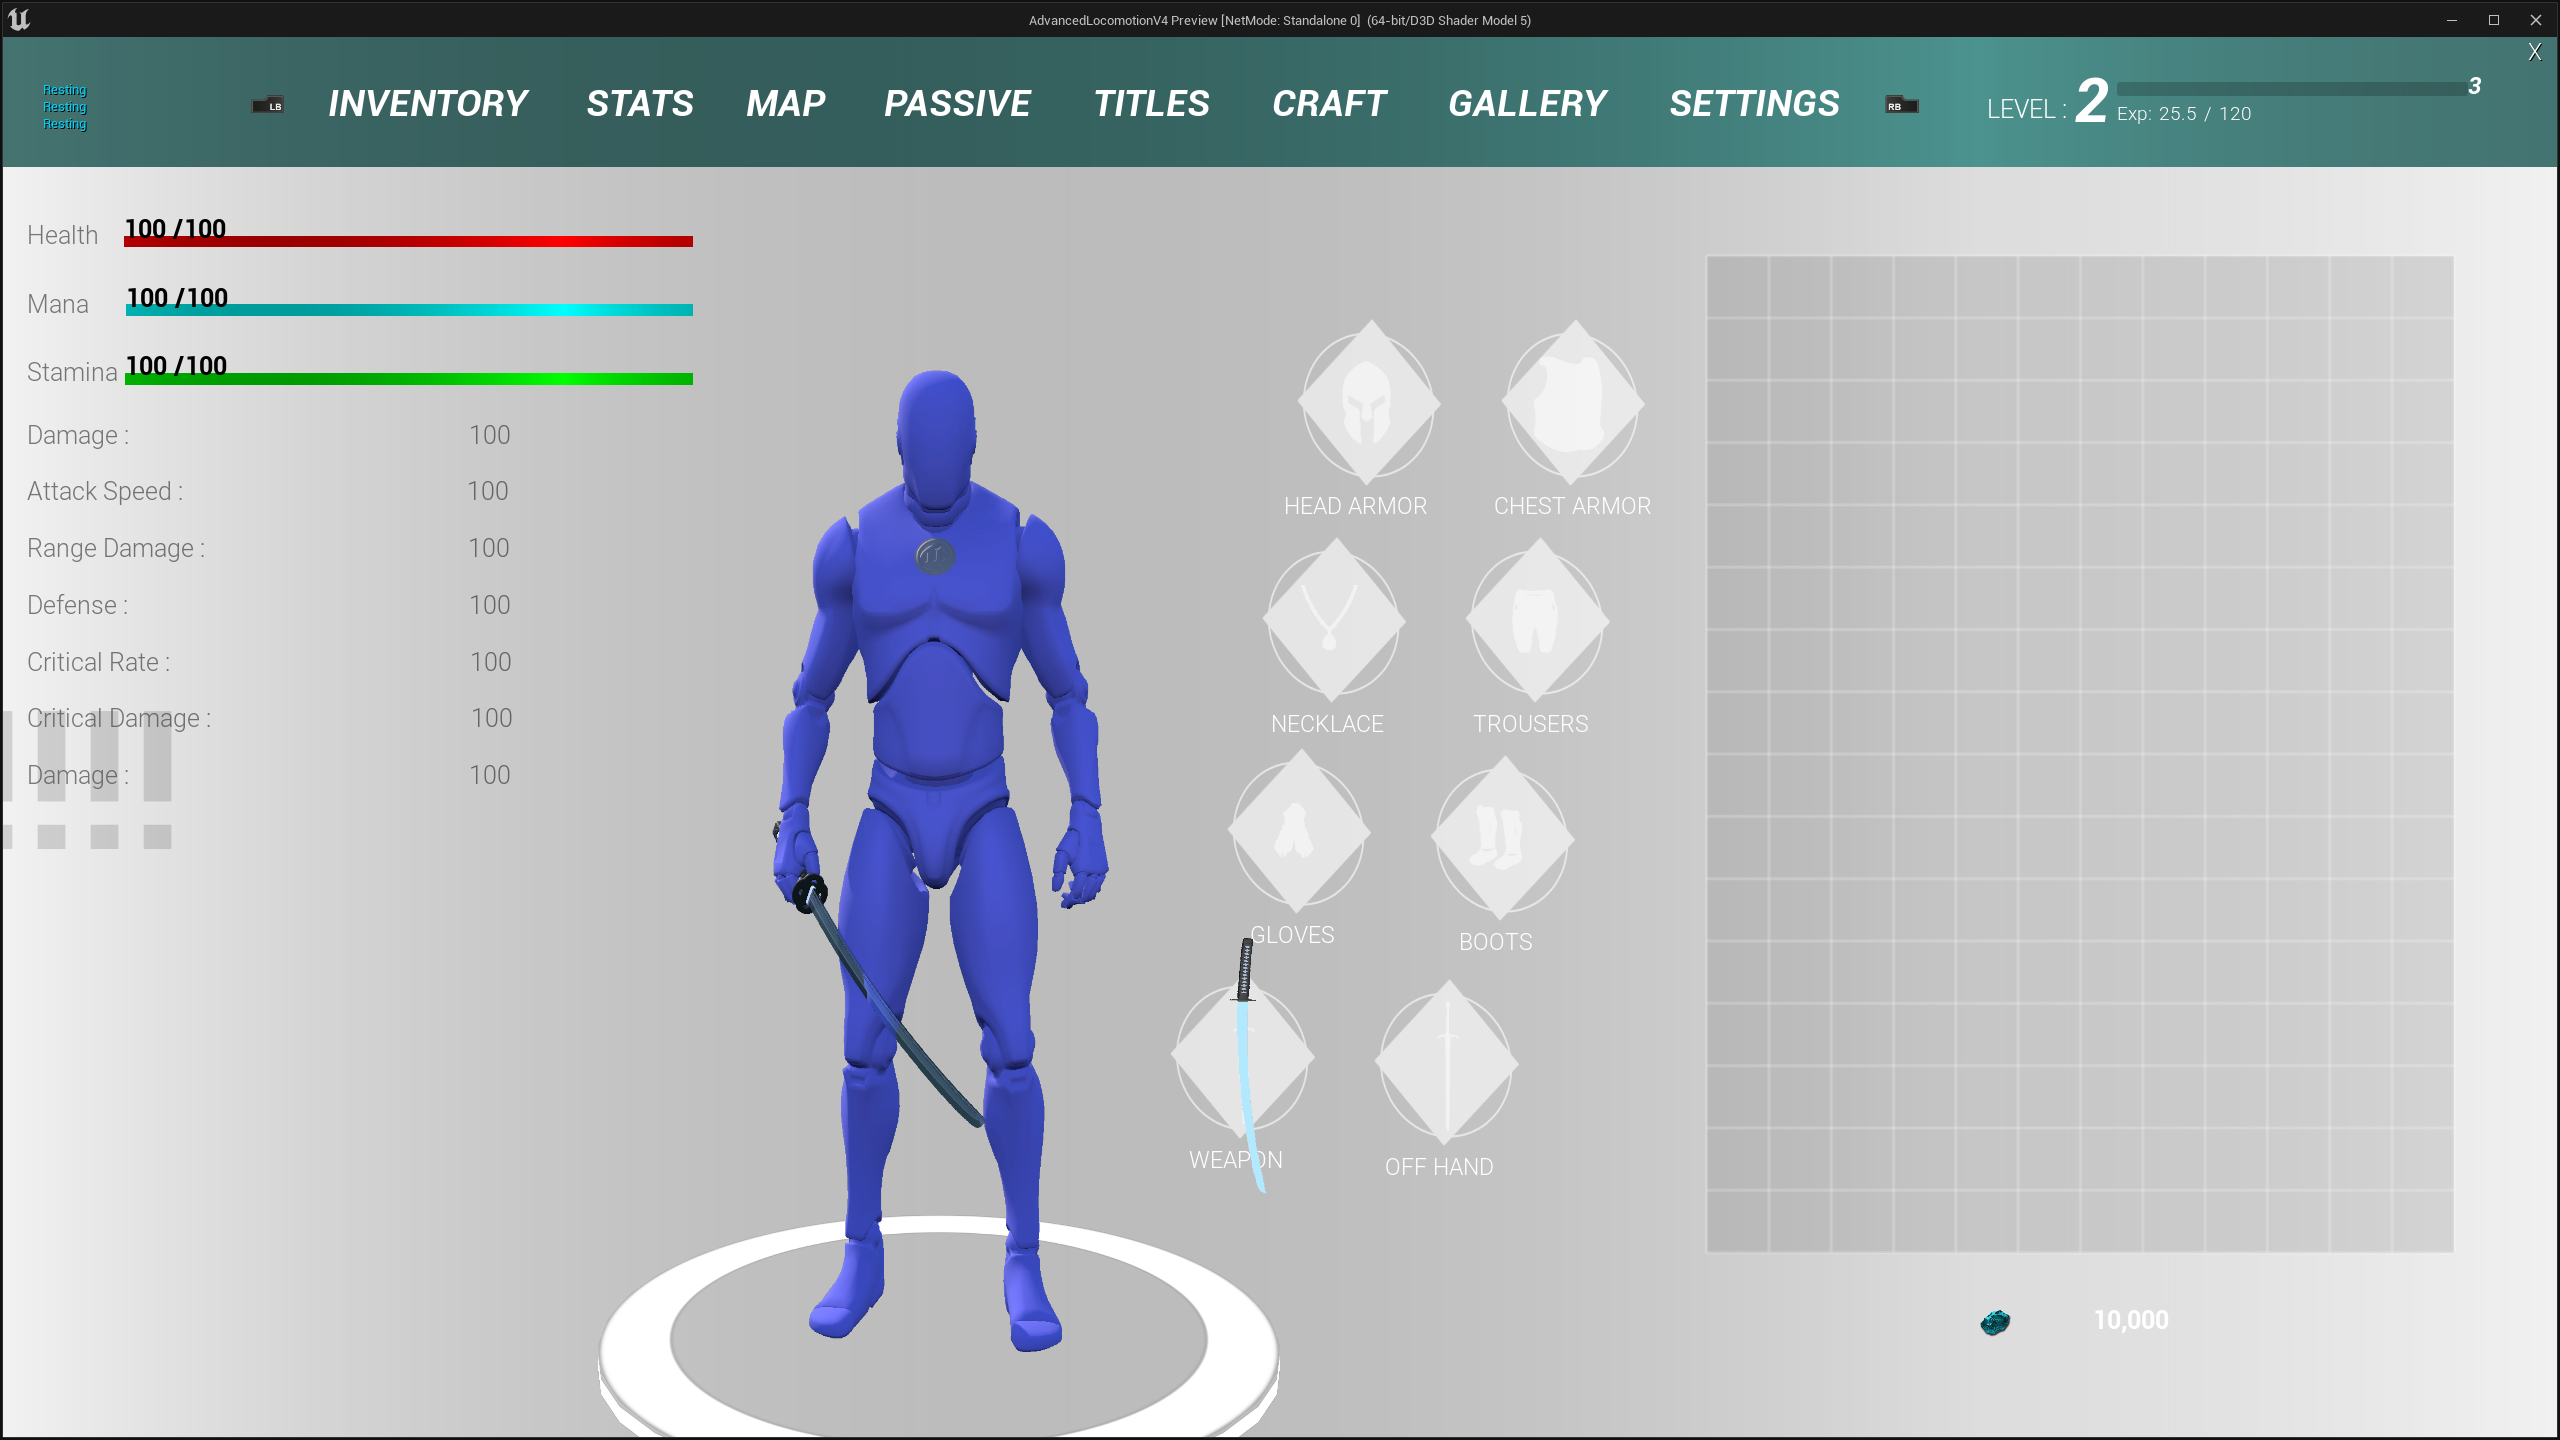 AdvancedLocomotionV4 Preview [NetMode: Standalone 0]  (64-bit/D3D Shader Model 5)
X
Resting
Resting
Resting
LB
INVENTORY
STATS
MAP
PASSIVE
TITLES
CRAFT
GALLERY
SETTINGS
RB
LEVEL : 2
3
Exp: 25.5 / 120
Health 100 /100
Mana 100 /100
Stamina 100 /100
Damage : 100
Attack Speed : 100
Range Damage : 100
Defense : 100
Critical Rate : 100
Critical Damage : 100
Damage : 100
!!!!
HEAD ARMOR
CHEST ARMOR
NECKLACE
TROUSERS
GLOVES
BOOTS
WEAPON
OFF HAND
10,000